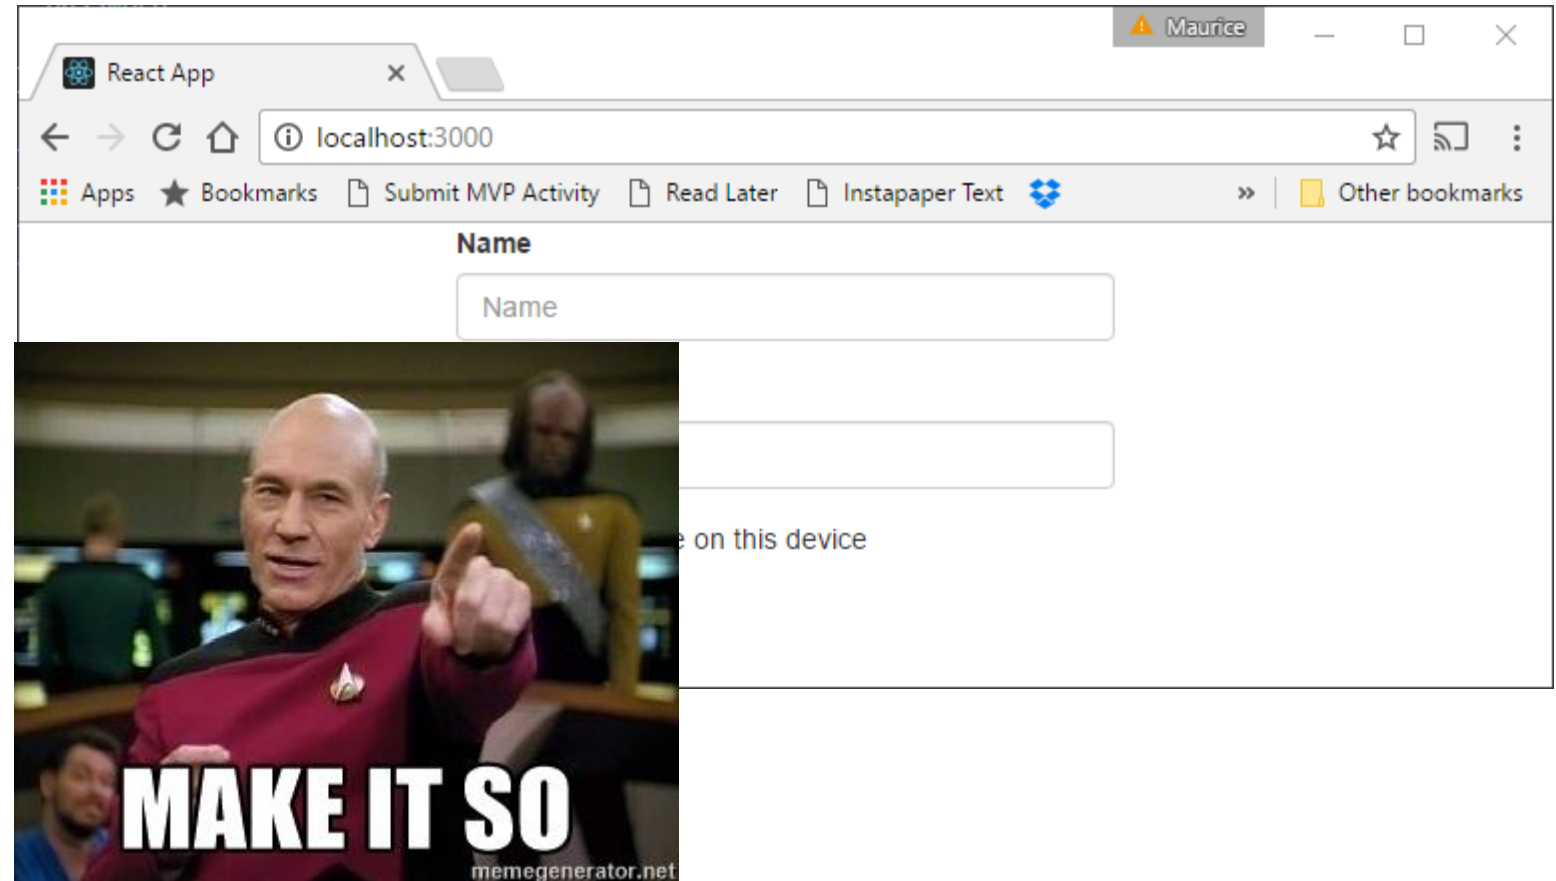 Maurice
React App
localhost:3000
Apps Bookmarks Submit MVP Activity Read Later Instapaper Text » Other bookmarks
Name
Name
on this device
MAKE IT SO
memegenerator.net